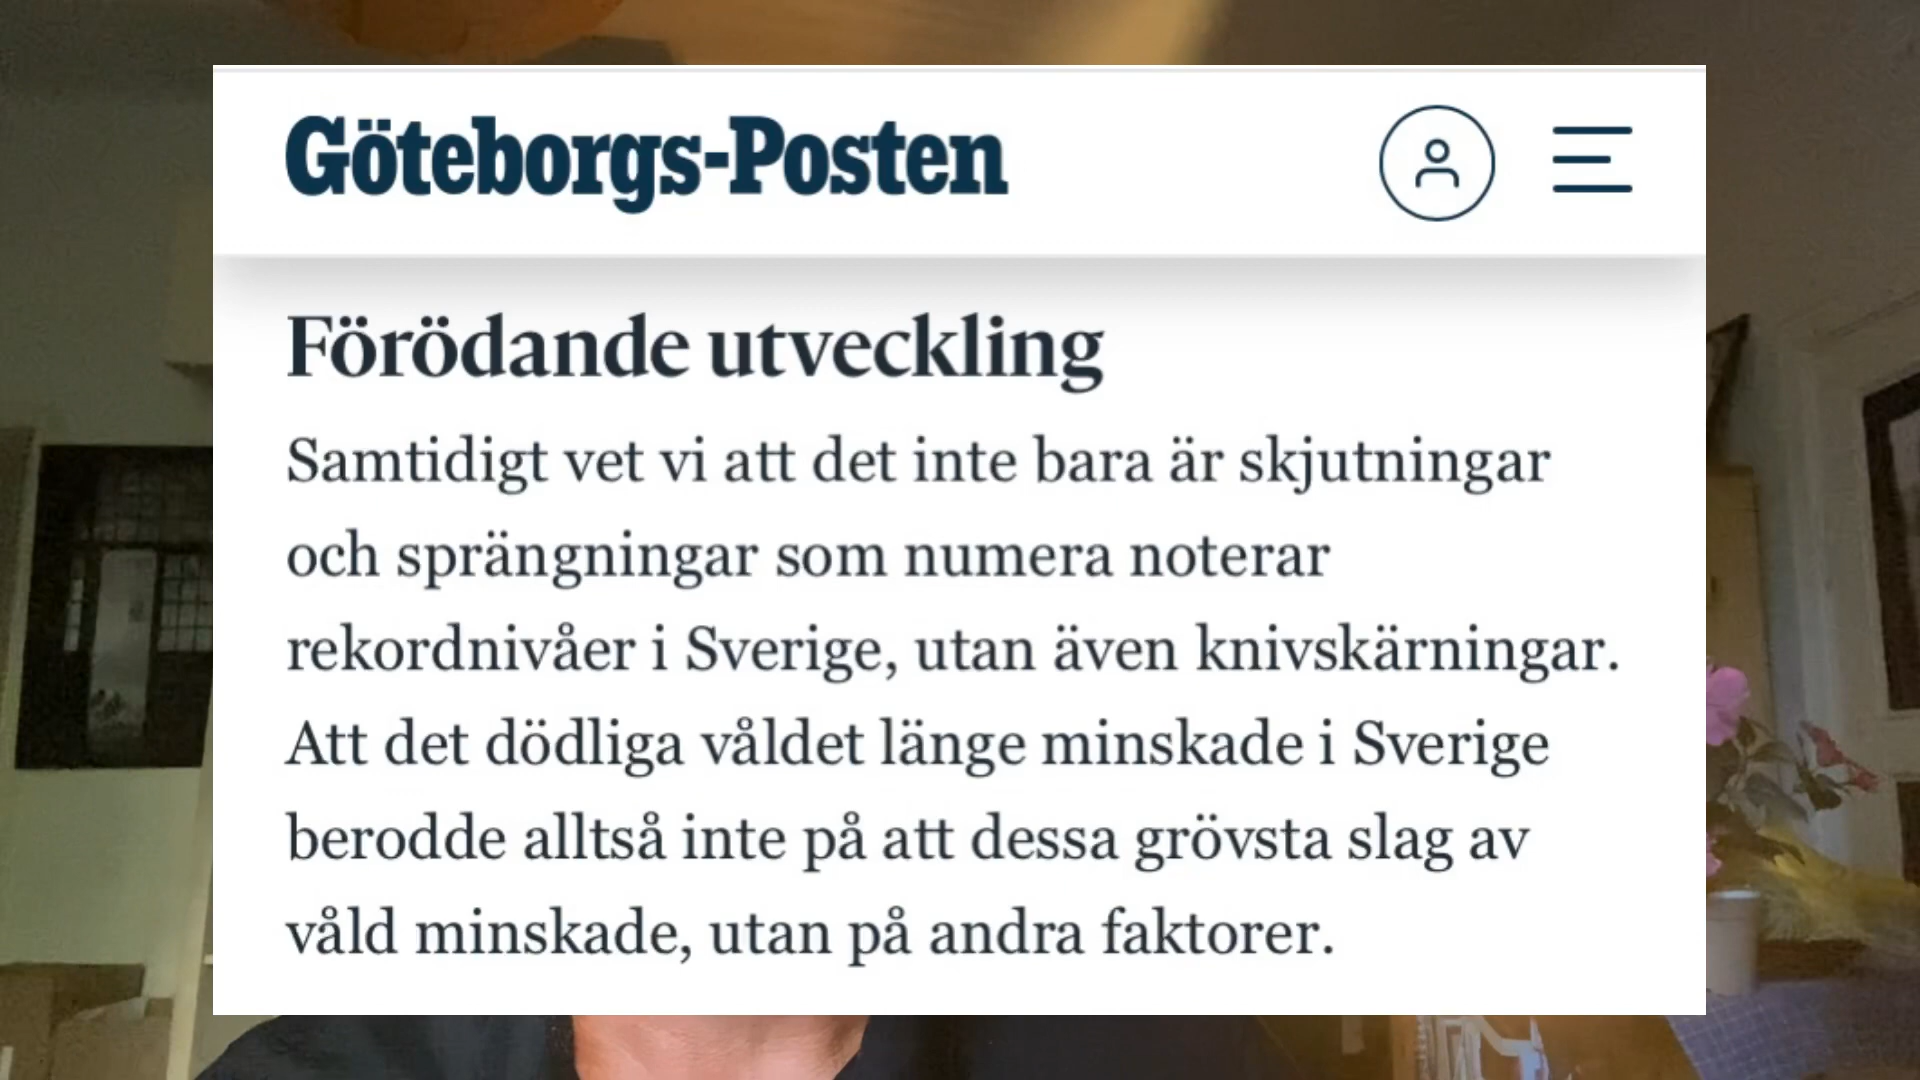 Göteborgs-Posten
Förödande utveckling
Samtidigt vet vi att det inte bara är skjutningar
och sprängningar som numera noterar
rekordnivåer i Sverige, utan även knivskärningar.
Att det dödliga våldet länge minskade i Sverige
berodde alltså inte på att dessa grövsta slag av
våld minskade, utan på andra faktorer.